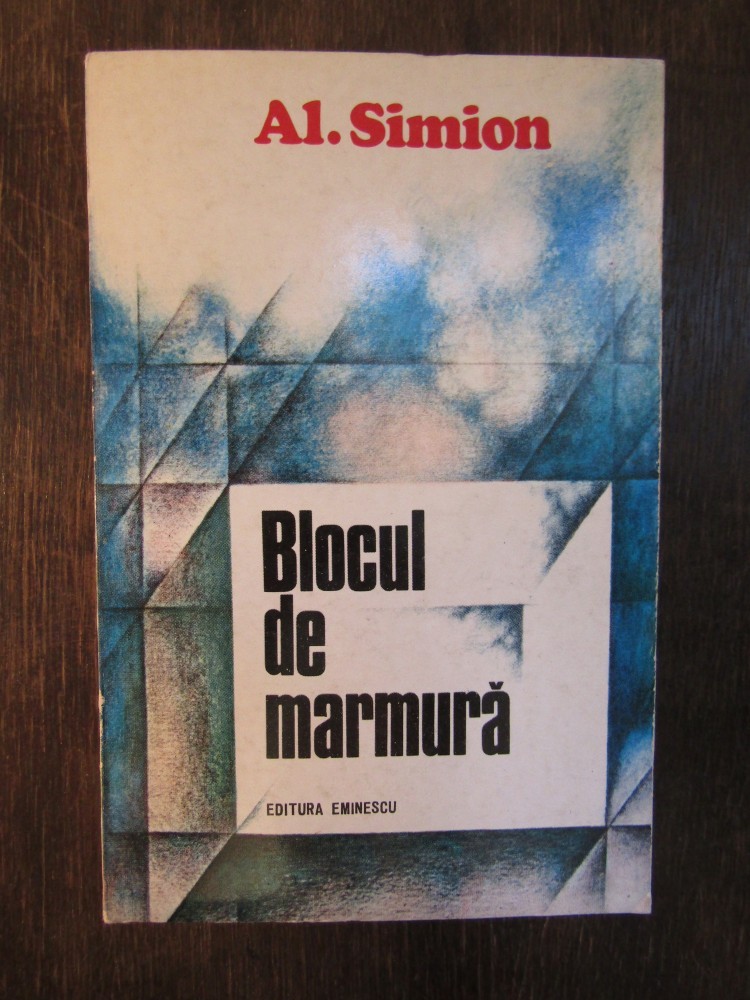 Al. Simion
Blocul
de
marmură
EDITURA EMINESCU